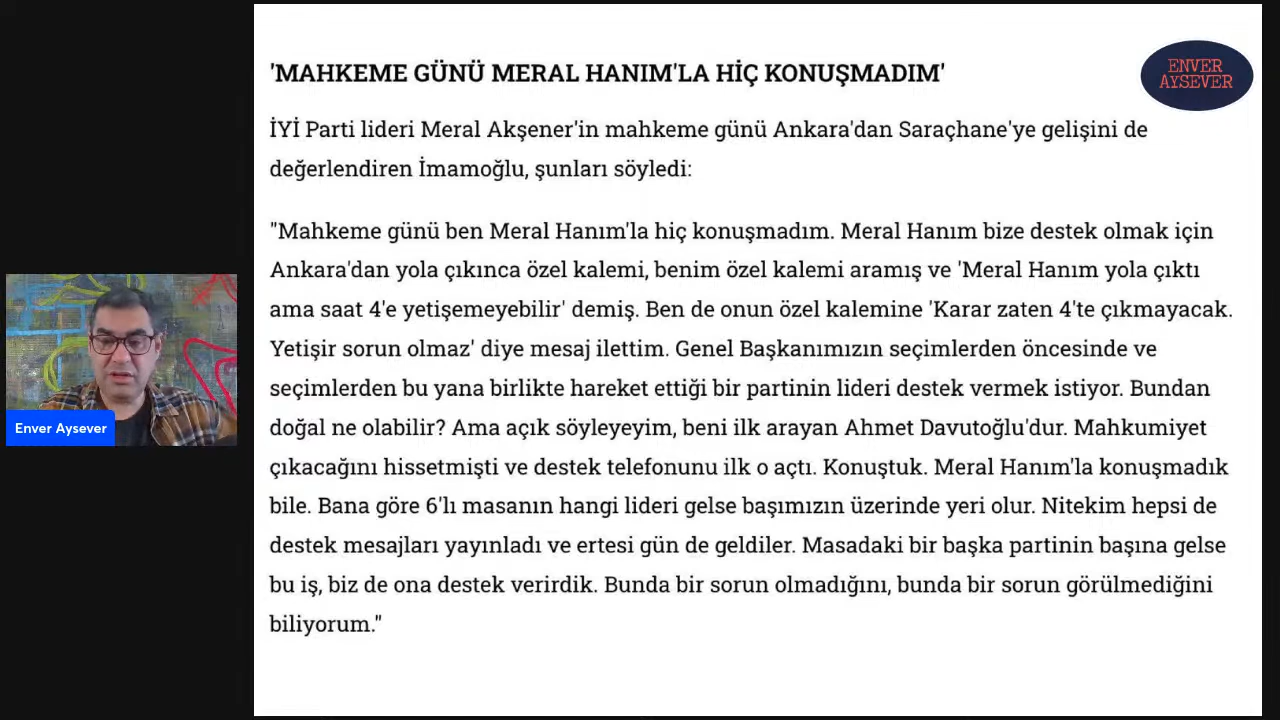 'MAHKEME GÜNÜ MERAL HANIM'LA HİÇ KONUŞMADIM'
ENVER
AYSEVER
İYİ Parti lideri Meral Akşener'in mahkeme günü Ankara'dan Saraçhane'ye gelişini de
değerlendiren İmamoğlu, şunları söyledi:
"Mahkeme günü ben Meral Hanım'la hiç konuşmadım. Meral Hanım bize destek olmak için
Ankara'dan yola çıkınca özel kalemi, benim özel kalemi aramış ve 'Meral Hanım yola çıktı
ama saat 4'e yetişemeyebilir' demiş. Ben de onun özel kalemine 'Karar zaten 4'te çıkmayacak.
Yetişir sorun olmaz' diye mesaj ilettim. Genel Başkanımızın seçimlerden öncesinde ve
seçimlerden bu yana birlikte hareket ettiği bir partinin lideri destek vermek istiyor. Bundan
doğal ne olabilir? Ama açık söyleyeyim, beni ilk arayan Ahmet Davutoğlu'dur. Mahkumiyet
çıkacağını hissetmişti ve destek telefonunu ilk o açtı. Konuştuk. Meral Hanım'la konuşmadık
bile. Bana göre 6'lı masanın hangi lideri gelse başımızın üzerinde yeri olur. Nitekim hepsi de
destek mesajları yayınladı ve ertesi gün de geldiler. Masadaki bir başka partinin başına gelse
bu iş, biz de ona destek verirdik. Bunda bir sorun olmadığını, bunda bir sorun görülmediğini
biliyorum."
Enver Aysever